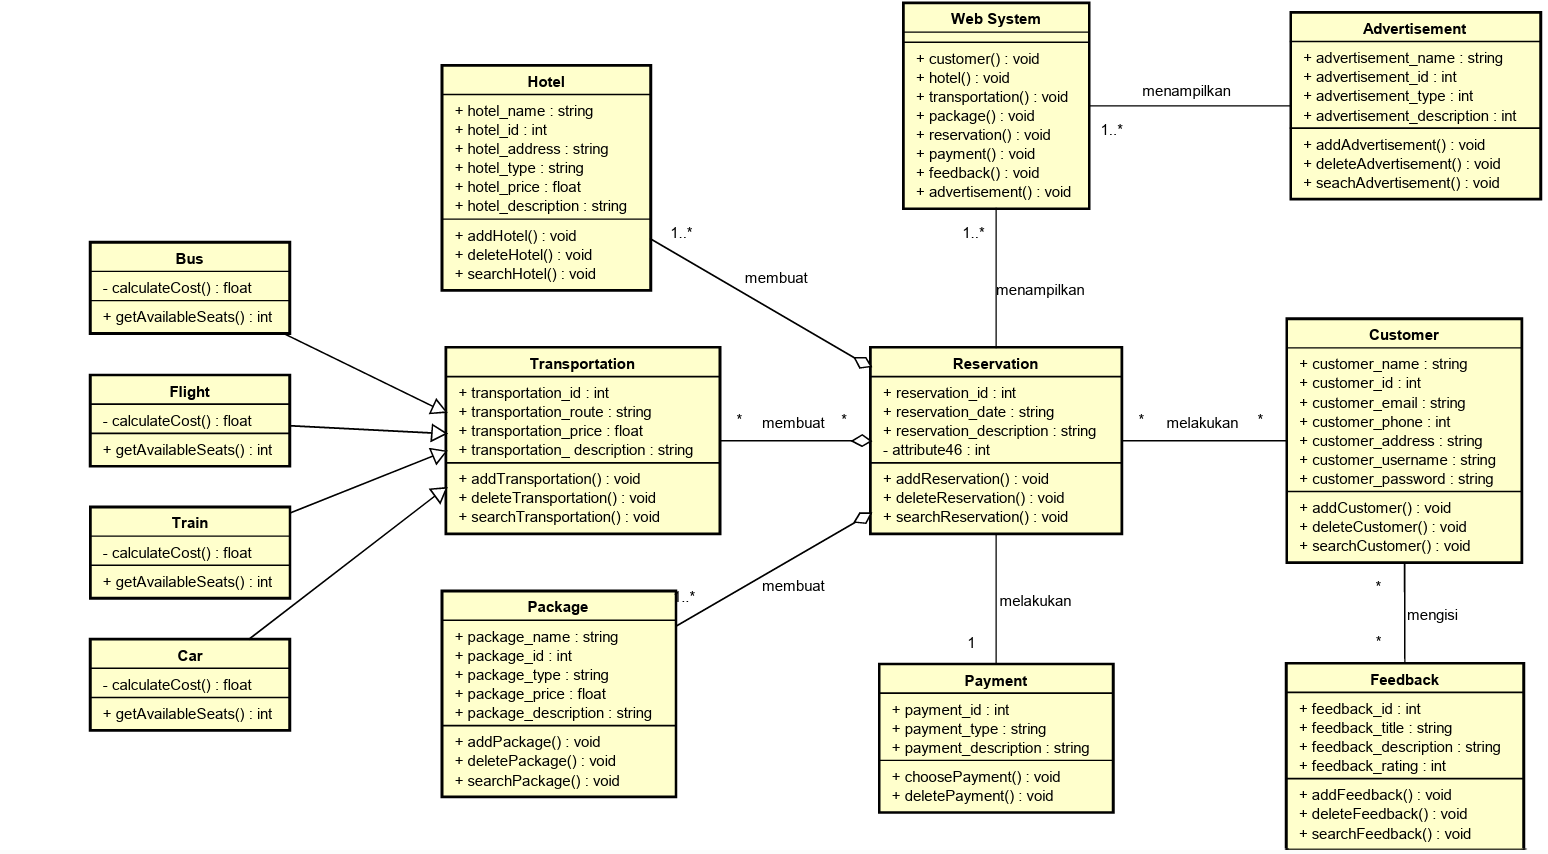 Web System
+ customer() : void
+ hotel() : void
+ transportation() : void
+ package() : void
+ reservation() : void
+ payment() : void
+ feedback() : void
+ advertisement() : void
menampilkan
1..*
Advertisement
+ advertisement_name : string
+ advertisement_id : int
+ advertisement_type : int
+ advertisement_description : int
+ addAdvertisement() : void
+ deleteAdvertisement() : void
+ seachAdvertisement() : void
Hotel
+ hotel_name : string
+ hotel_id : int
+ hotel_address : string
+ hotel_type : string
+ hotel_price : float
+ hotel_description : string
+ addHotel() : void
+ deleteHotel() : void
+ searchHotel() : void
1..*
membuat
1..*
menampilkan
Bus
- calculateCost() : float
+ getAvailableSeats() : int
Flight
- calculateCost() : float
+ getAvailableSeats() : int
Train
- calculateCost() : float
+ getAvailableSeats() : int
Car
- calculateCost() : float
+ getAvailableSeats() : int
Transportation
+ transportation_id : int
+ transportation_route : string
+ transportation_price : float
+ transportation_ description : string
+ addTransportation() : void
+ deleteTransportation() : void
+ searchTransportation() : void
* membuat *
Reservation
+ reservation_id : int
+ reservation_date : string
+ reservation_description : string
- attribute46 : int
+ addReservation() : void
+ deleteReservation() : void
+ searchReservation() : void
* melakukan *
Customer
+ customer_name : string
+ customer_id : int
+ customer_email : string
+ customer_phone : int
+ customer_address : string
+ customer_username : string
+ customer_password : string
+ addCustomer() : void
+ deleteCustomer() : void
+ searchCustomer() : void
Package
+ package_name : string
+ package_id : int
+ package_type : string
+ package_price : float
+ package_description : string
+ addPackage() : void
+ deletePackage() : void
+ searchPackage() : void
1..*
membuat
melakukan
1
Payment
+ payment_id : int
+ payment_type : string
+ payment_description : string
+ choosePayment() : void
+ deletePayment() : void
*
mengisi
*
Feedback
+ feedback_id : int
+ feedback_title : string
+ feedback_description : string
+ feedback_rating : int
+ addFeedback() : void
+ deleteFeedback() : void
+ searchFeedback() : void